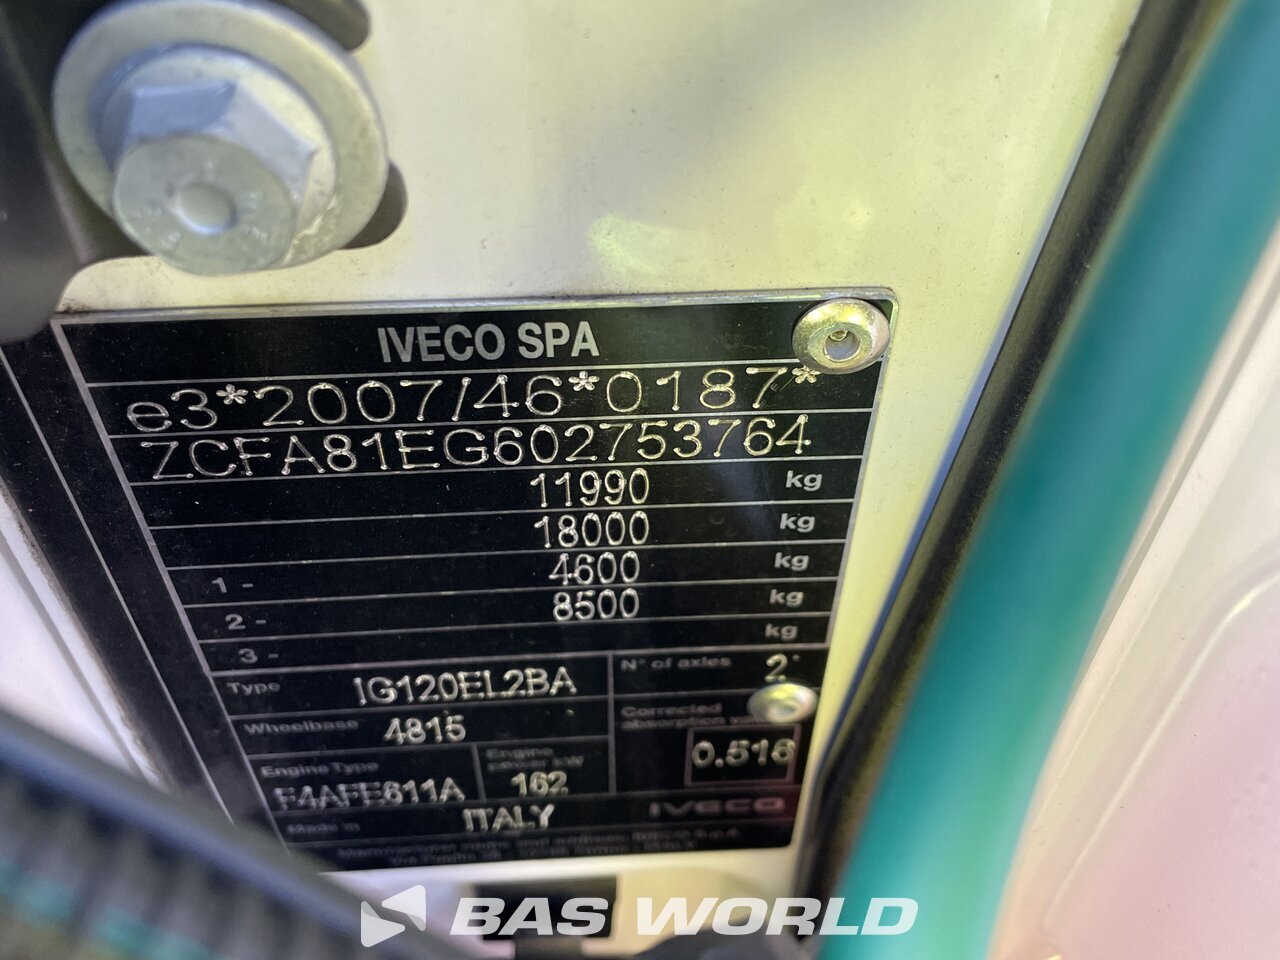 IVECO SPA
e3*2007/46*0187*
ZCFA81EG602753764
11990 kg
18000 kg
1 - 4600 kg
2 - 8500 kg
3 - kg
Type IG120EL2BA N° of axles 2
Wheelbase 4815 Corrected absorption
0.516
Engine Type F4AFE611A Engine power kW 162
Made in ITALY IVECO
BAS WORLD